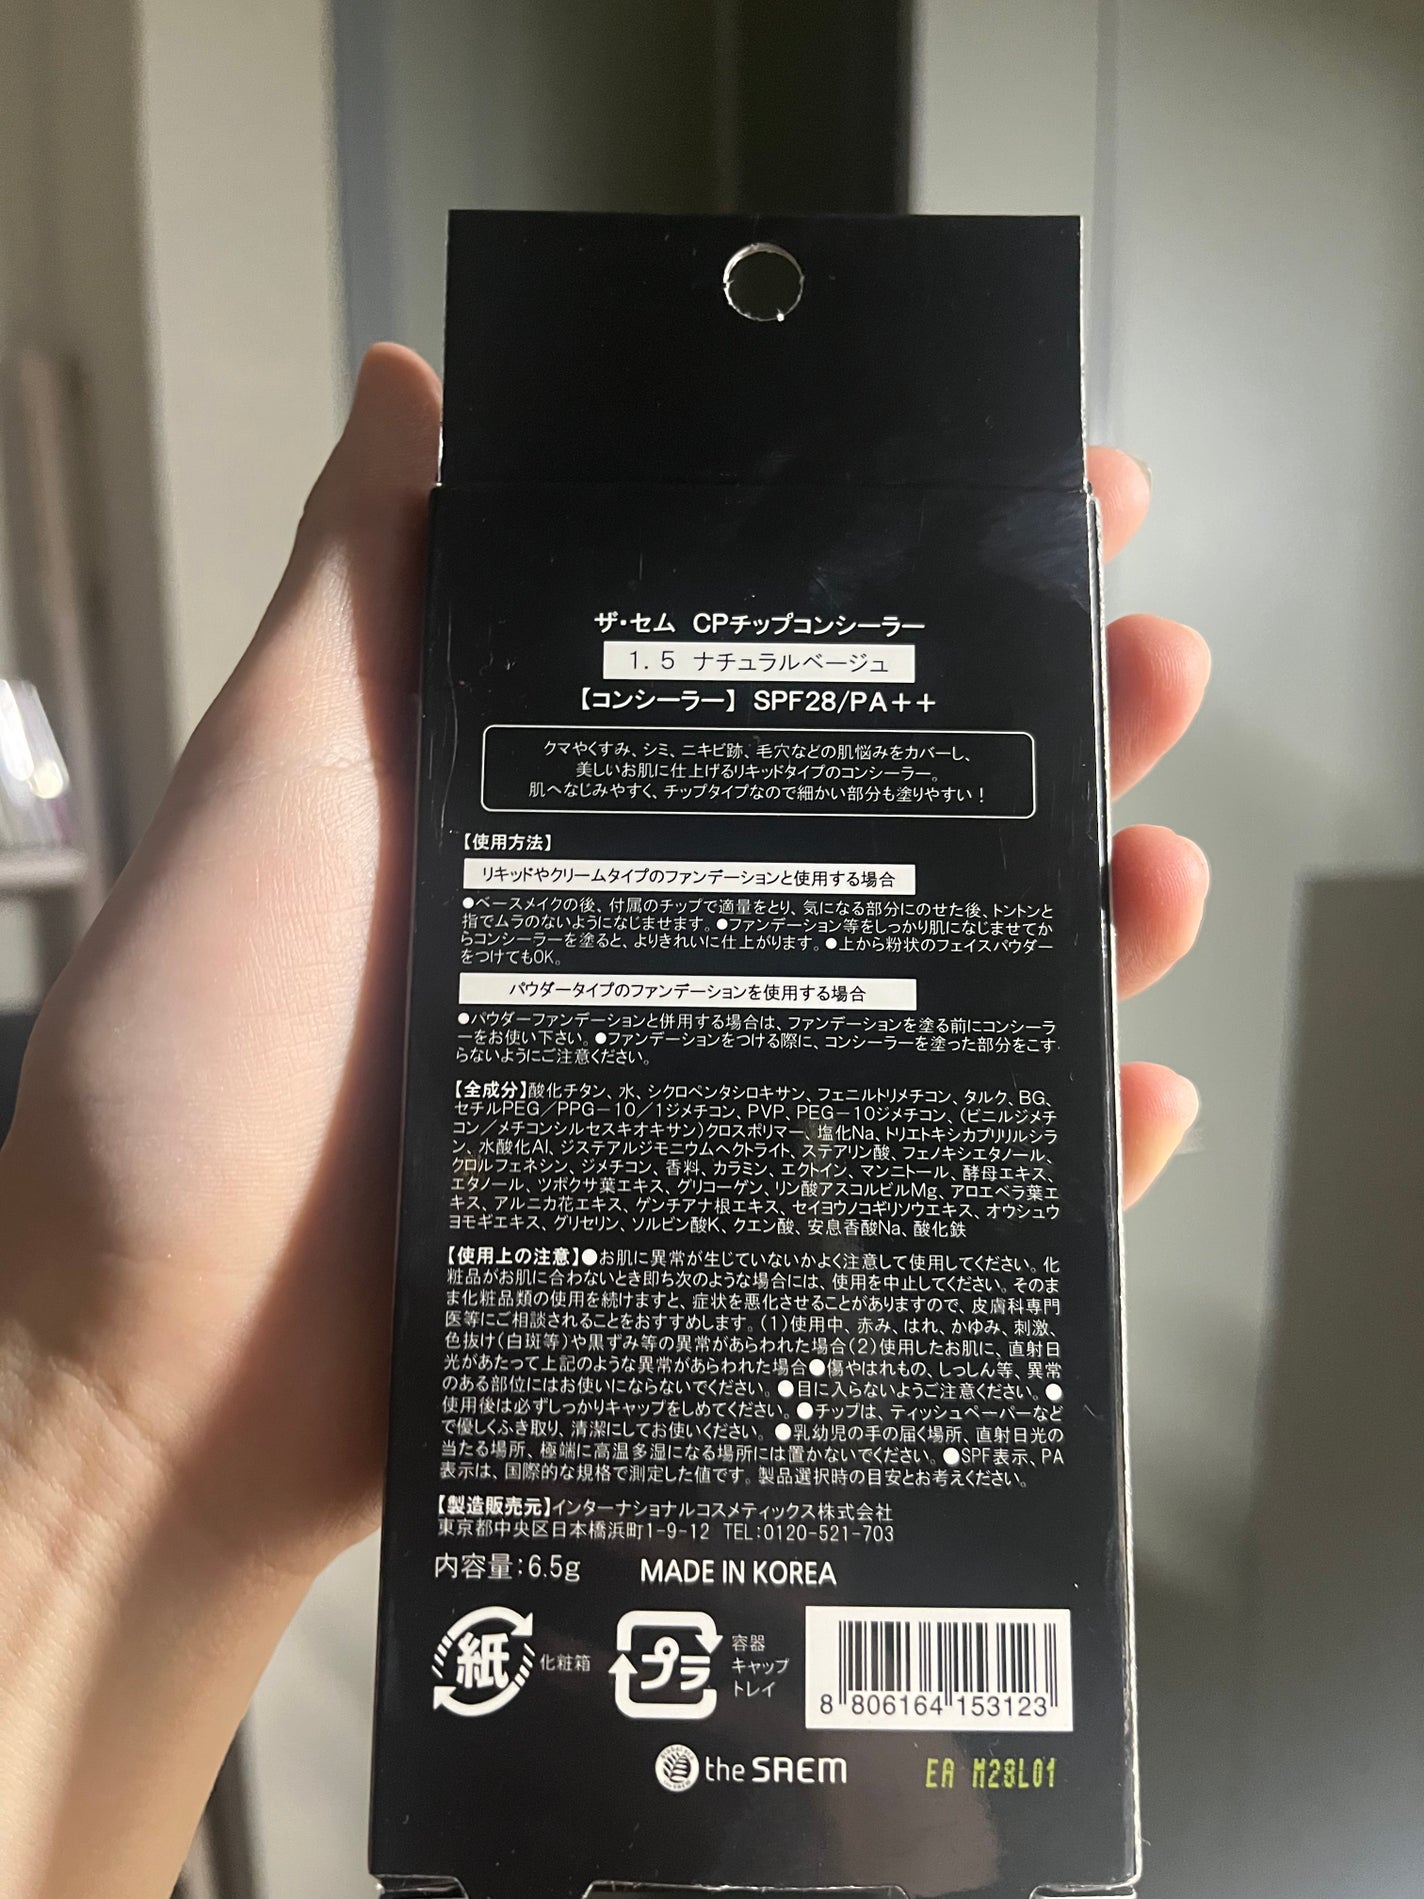 ザ・セム CPチップコンシーラー
1.5 ナチュラルベージュ
【コンシーラー】 SPF28/PA++
クマやくすみ、シミ、ニキビ跡、毛穴などの肌悩みをカバーし、
美しいお肌に仕上げるリキッドタイプのコンシーラー。
肌へなじみやすく、チップタイプなので細かい部分も塗りやすい！
【使用方法】
リキッドやクリームタイプのファンデーションと使用する場合
●ベースメイクの後、付属のチップで適量をとり、気になる部分にのせた後、トントンと
指でムラのないようになじませます。●ファンデーション等をしっかり肌になじませてか
らコンシーラーを塗ると、よりきれいに仕上がります。●上から粉状のフェイスパウダー
をつけてもOK。
パウダータイプのファンデーションを使用する場合
●パウダーファンデーションと併用する場合は、ファンデーションを塗る前にコンシーラ
ーをお使い下さい。●ファンデーションをつける際に、コンシーラーを塗った部分をこす
らないようにご注意ください。
【全成分】酸化チタン、水、シクロペンタシロキサン、フェニルトリメチコン、タルク、BG、
セチルPEG／PPG－10／1ジメチコン、PVP、PEG－10ジメチコン、（ビニルジメチ
コン／メチコンシルセスキオキサン）クロスポリマー、塩化Na、トリエトキシカプリリルシラ
ン、水酸化Al、ジステアルジモニウムヘクトライト、ステアリン酸、フェノキシエタノール、
クロルフェネシン、ジメチコン、香料、カラミン、エクトイン、マンニトール、酵母エキス、
エタノール、ツボクサ葉エキス、グリコーゲン、リン酸アスコルビルMg、アロエベラ葉エ
キス、アルニカ花エキス、ゲンチアナ根エキス、セイヨウノコギリソウエキス、オウシュウ
ヨモギエキス、グリセリン、ソルビン酸K、クエン酸、安息香酸Na、酸化鉄
【使用上の注意】●お肌に異常が生じていないかよく注意して使用してください。化
粧品がお肌に合わないとき即ち次のような場合には、使用を中止してください。そのま
ま化粧品類の使用を続けますと、症状を悪化させることがありますので、皮膚科専門
医等にご相談されることをおすすめします。（1）使用中、赤み、はれ、かゆみ、刺激、
色抜け（白斑等）や黒ずみ等の異常があらわれた場合（2）使用したお肌に、直射日
光があたって上記のような異常があらわれた場合●傷やはれもの、しっしん等、異常
のある部位にはお使いにならないでください。●目に入らないようご注意ください。●
使用後は必ずしっかりキャップをしめてください。●チップは、ティッシュペーパーなど
で優しくふき取り、清潔にしてお使いください。●乳幼児の手の届く場所、直射日光の
当たる場所、極端に高温多湿になる場所には置かないでください。●SPF表示、PA
表示は、国際的な規格で測定した値です。製品選択時の目安とお考えください。
【製造販売元】インターナショナルコスメティックス株式会社
東京都中央区日本橋浜町1-9-12 TEL：0120-521-703
内容量：6.5g MADE IN KOREA
紙 化粧箱
プラ 容器
キャップ
トレイ
8 806164 153123
the SAEM
EA M28L01